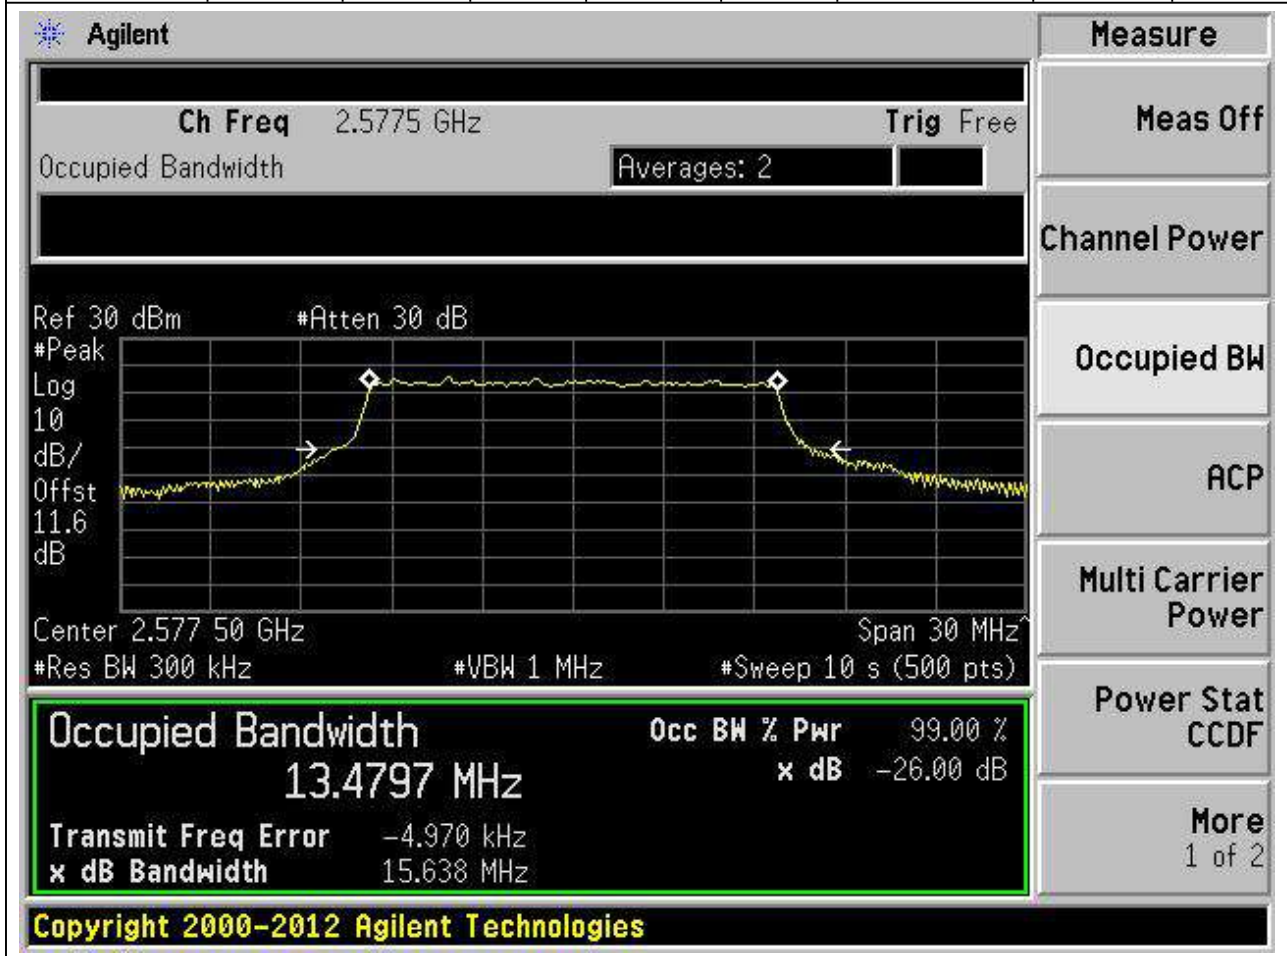 Agilent
Measure
Ch Freq 2.5775 GHz Trig Free
Meas Off
Occupied Bandwidth Averages: 2
Channel Power
Ref 30 dBm #Atten 30 dB
#Peak
Log
10
dB/
Offst
11.6
dB
Occupied BW
ACP
Center 2.577 50 GHz Span 30 MHz^
#Res BW 300 kHz #VBW 1 MHz #Sweep 10 s (500 pts)
Multi Carrier
Power
Occupied Bandwidth Occ BW % Pwr 99.00 %
13.4797 MHz x dB -26.00 dB
Transmit Freq Error -4.970 kHz
x dB Bandwidth 15.638 MHz
Power Stat
CCDF
More
1 of 2
Copyright 2000-2012 Agilent Technologies